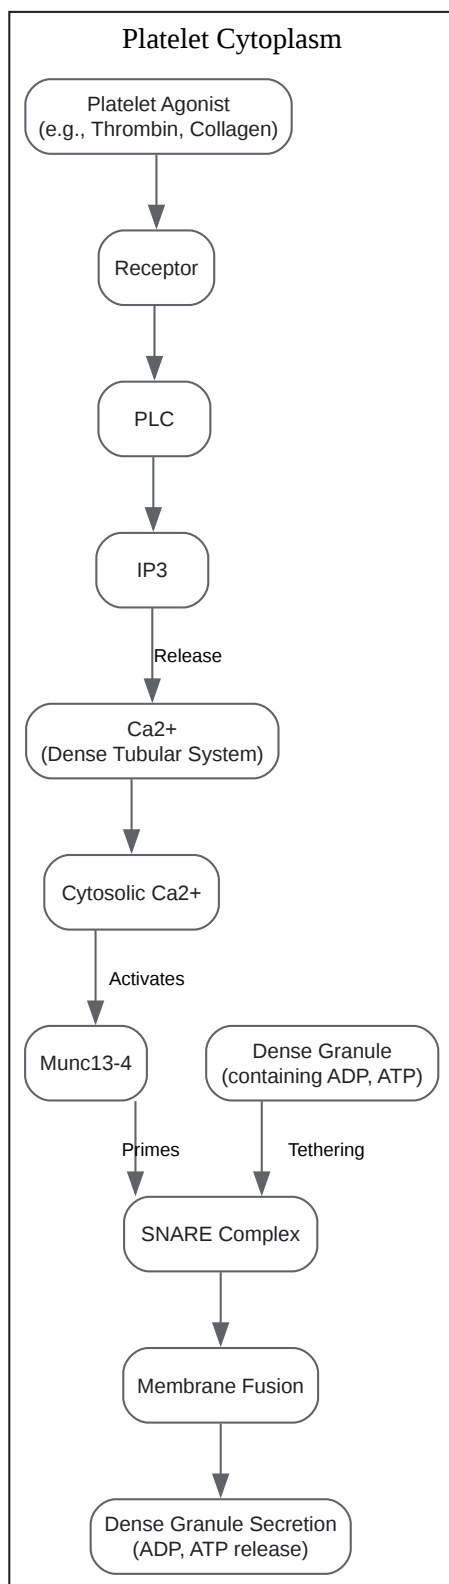 Platelet Cytoplasm
Platelet Agonist
(e.g., Thrombin, Collagen)
Receptor
PLC
IP3
Release
Ca2+
(Dense Tubular System)
Cytosolic Ca2+
Activates
Munc13-4
Dense Granule
(containing ADP, ATP)
Primes
Tethering
SNARE Complex
Membrane Fusion
Dense Granule Secretion
(ADP, ATP release)